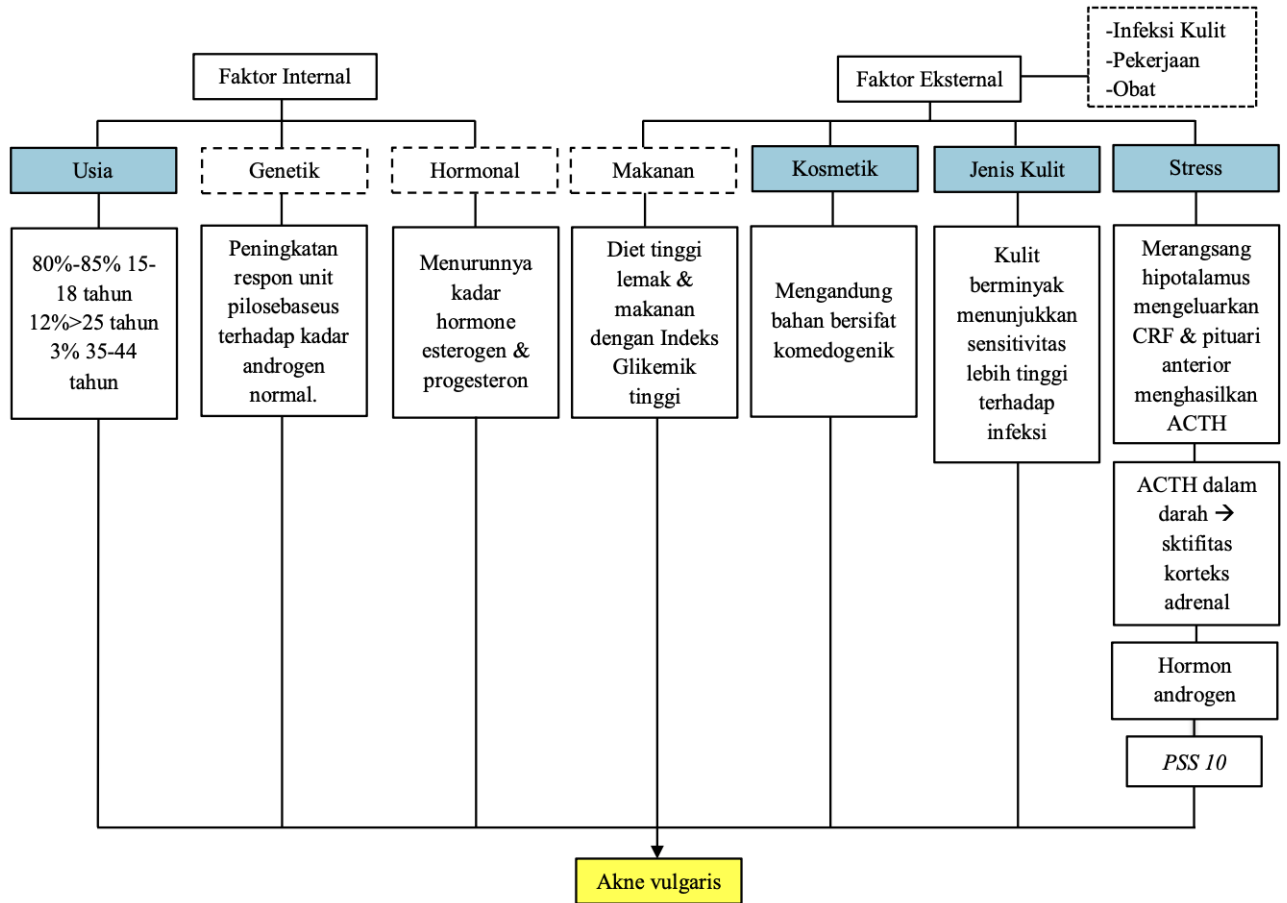 -Infeksi Kulit
-Pekerjaan
-Obat
Faktor Internal
Faktor Eksternal
Usia
Genetik
Hormonal
Makanan
Kosmetik
Jenis Kulit
Stress
80%-85% 15-
18 tahun
12%>25 tahun
3% 35-44
tahun
Peningkatan
respon unit
pilosebaseus
terhadap kadar
androgen
normal.
Menurunnya
kadar
hormone
esterogen &
progesteron
Diet tinggi
lemak &
makanan
dengan Indeks
Glikemik
tinggi
Mengandung
bahan bersifat
komedogenik
Kulit
berminyak
menunjukkan
sensitivitas
lebih tinggi
terhadap
infeksi
Merangsang
hipotalamus
mengeluarkan
CRF & pituari
anterior
menghasilkan
ACTH
ACTH dalam
darah →
sktifitas
korteks
adrenal
Hormon
androgen
PSS 10
Akne vulgaris